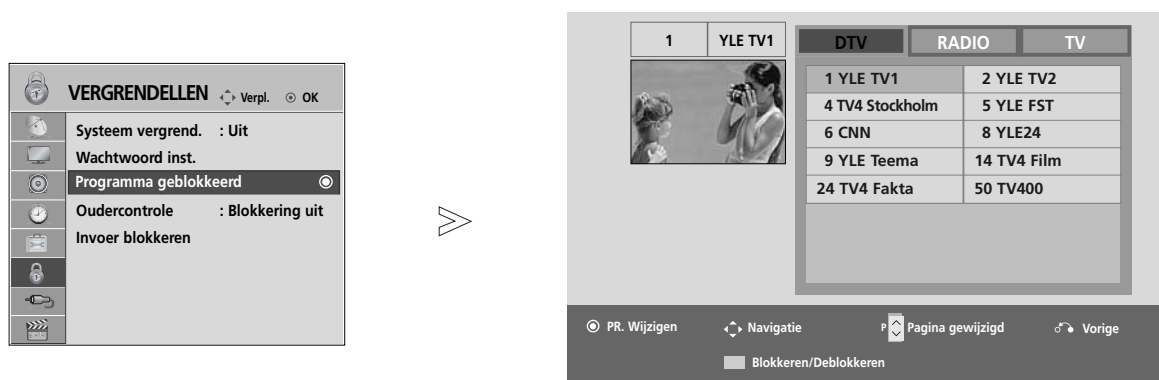 VERGRENDELLEN Verpl. OK
Systeem vergrend. : Uit
Wachtwoord inst.
Programma geblokkeerd
Oudercontrole : Blokkering uit
Invoer blokkeren
1 YLE TV1
DTV RADIO TV
1 YLE TV1 2 YLE TV2
4 TV4 Stockholm 5 YLE FST
6 CNN 8 YLE24
9 YLE Teema 14 TV4 Film
24 TV4 Fakta 50 TV400
PR. Wijzigen Navigatie P Pagina gewijzigd Vorige
Blokkeren/Deblokkeren